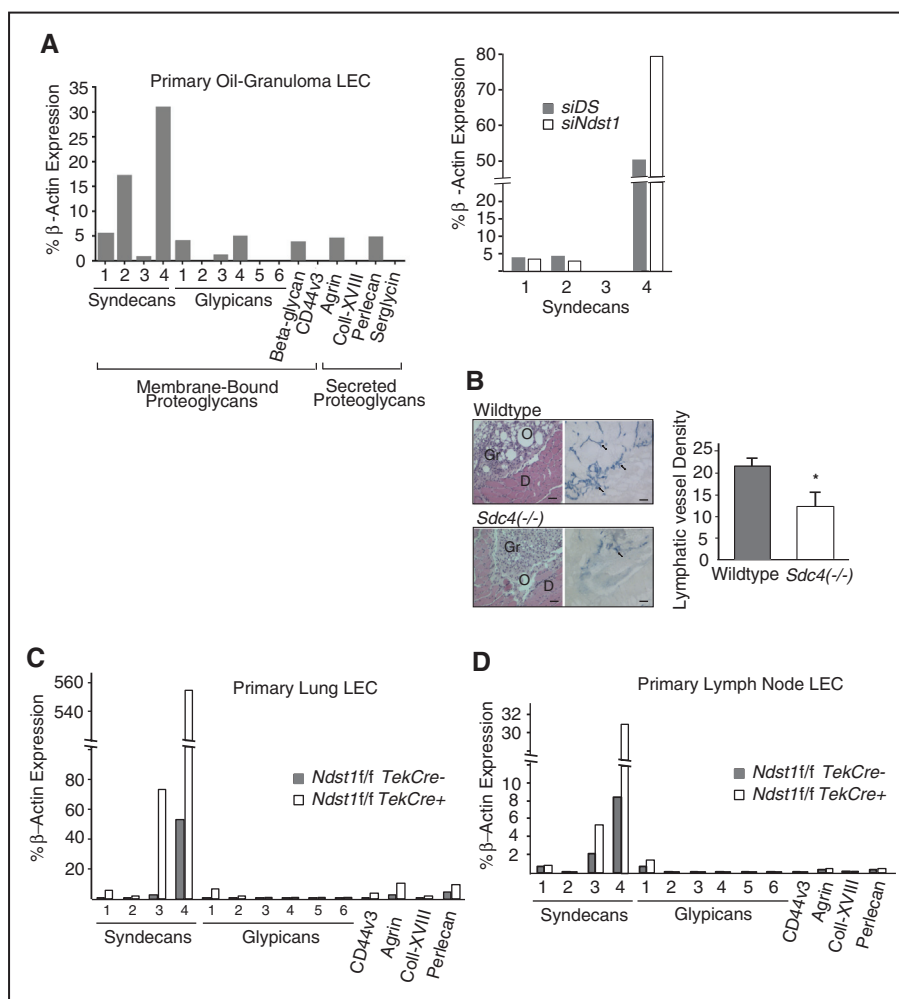 A
Primary Oil-Granuloma LEC
% β -Actin Expression
35
30
25
20
15
10
5
0
1 2 3 4 1 2 3 4 5 6
Syndecans
Glypicans
Beta-glycan
CD44v3
Agrin
Coll-XVIII
Perlecan
Serglycin
Membrane-Bound
Proteoglycans
Secreted
Proteoglycans
% β -Actin Expression
80
70
60
50
20
15
10
5
siDS
siNdst1
1 2 3 4
Syndecans
B
Wildtype
O
Gr
D
Sdc4(-/-)
Gr
O
D
Lymphatic vessel Density
25
20
15
10
5
0
*
Wildtype Sdc4(-/-)
C
Primary Lung LEC
% β–Actin Expression
560
540
80
60
40
20
Ndst1f/f TekCre-
Ndst1f/f TekCre+
1 2 3 4 1 2 3 4 5 6
Syndecans
Glypicans
CD44v3
Agrin
Coll-XVIII
Perlecan
D
Primary Lymph Node LEC
% β–Actin Expression
32
30
10
8
6
4
2
Ndst1f/f TekCre-
Ndst1f/f TekCre+
1 2 3 4 1 2 3 4 5 6
Syndecans
Glypicans
CD44v3
Agrin
Coll-XVIII
Perlecan